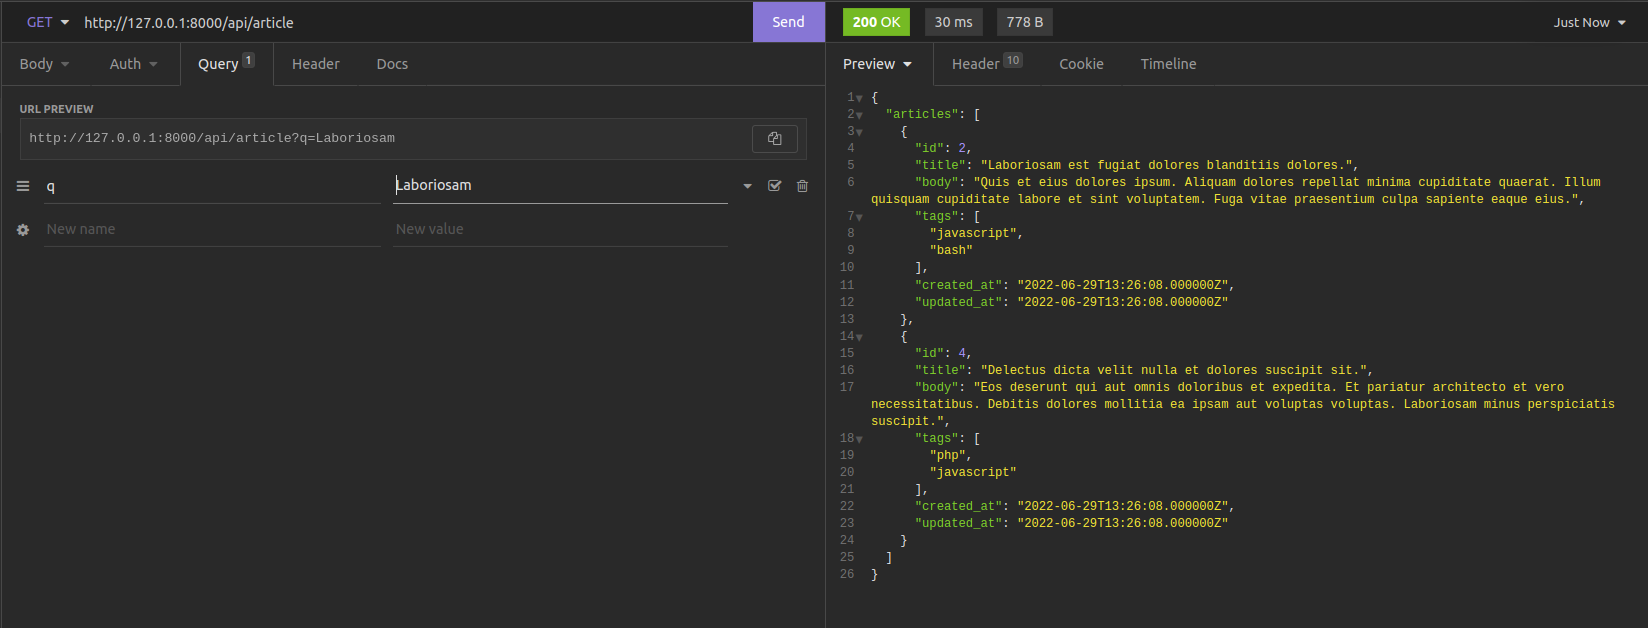 GET http://127.0.0.1:8000/api/article Send 200 OK 30 ms 778 B Just Now
Body Auth Query 1 Header Docs
URL PREVIEW
http://127.0.0.1:8000/api/article?q=Laboriosam
q Laboriosam
New name New value
Preview Header 10 Cookie Timeline
1 {
2 "articles": [
3 {
4 "id": 2,
5 "title": "Laboriosam est fugiat dolores blanditiis dolores.",
6 "body": "Quis et eius dolores ipsum. Aliquam dolores repellat minima cupiditate quaerat. Illum
quisquam cupiditate labore et sint voluptatem. Fuga vitae praesentium culpa sapiente eaque eius.",
7 "tags": [
8 "javascript",
9 "bash"
10 ],
11 "created_at": "2022-06-29T13:26:08.000000Z",
12 "updated_at": "2022-06-29T13:26:08.000000Z"
13 },
14 {
15 "id": 4,
16 "title": "Delectus dicta velit nulla et dolores suscipit sit.",
17 "body": "Eos deserunt qui aut omnis doloribus et expedita. Et pariatur architecto et vero
necessitatibus. Debitis dolores mollitia ea ipsam aut voluptas voluptas. Laboriosam minus perspiciatis
suscipit.",
18 "tags": [
19 "php",
20 "javascript"
21 ],
22 "created_at": "2022-06-29T13:26:08.000000Z",
23 "updated_at": "2022-06-29T13:26:08.000000Z"
24 }
25 ]
26 }